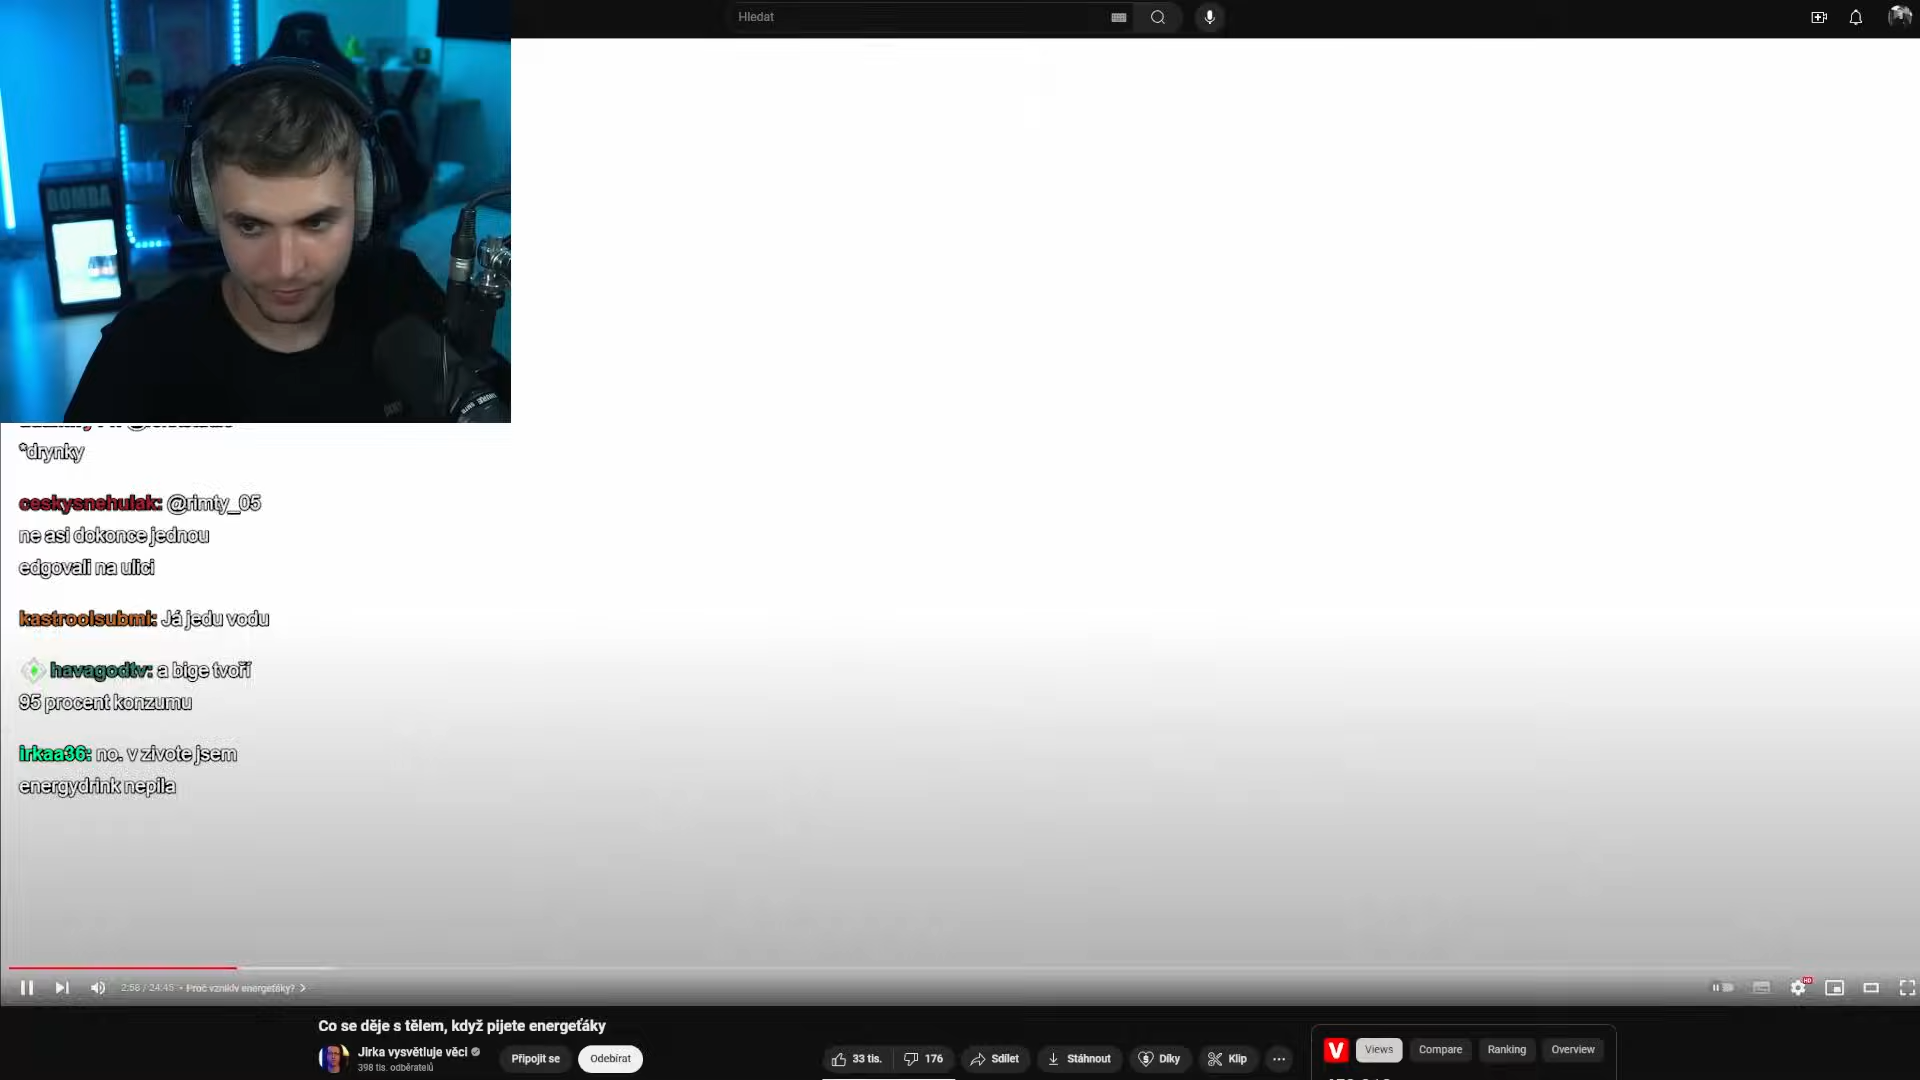 Hledat
BOMBA
*drynky
ceskysnehulak: @rimty_05
ne asi dokonce jednou
edgovali na ulici
kastroolsubmi: Já jedu vodu
havagodtv: a bige tvoří
95 procent konzumu
irkaa36: no. v zivote jsem
energydrink nepila
2:58 / 24:45 • Proč vznikly energeťáky?
HD
Co se děje s tělem, když pijete energeťáky
Jirka vysvětluje věci
398 tis. odběratelů
Připojit se
Odebírat
33 tis.
176
Sdílet
Stáhnout
Díky
Klip
V
Views
Compare
Ranking
Overview